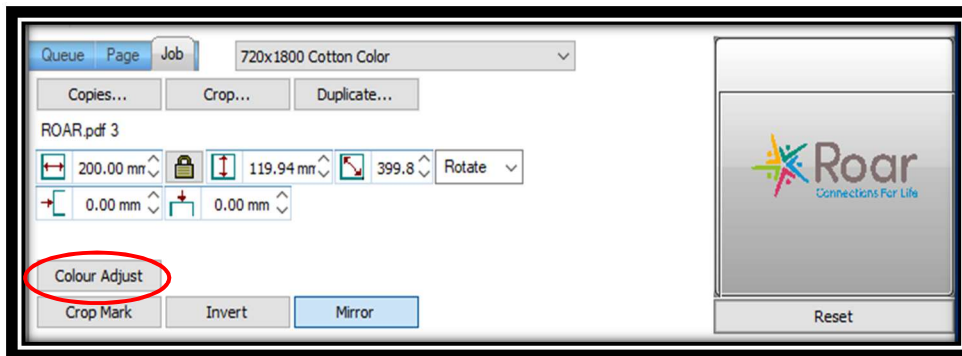 Queue Page Job 720x1800 Cotton Color
Copies... Crop... Duplicate...
ROAR.pdf 3
200.00 mm 119.94 mm 399.8 Rotate
0.00 mm 0.00 mm
Colour Adjust
Crop Mark Invert Mirror
Roar
Connections For Life
Reset